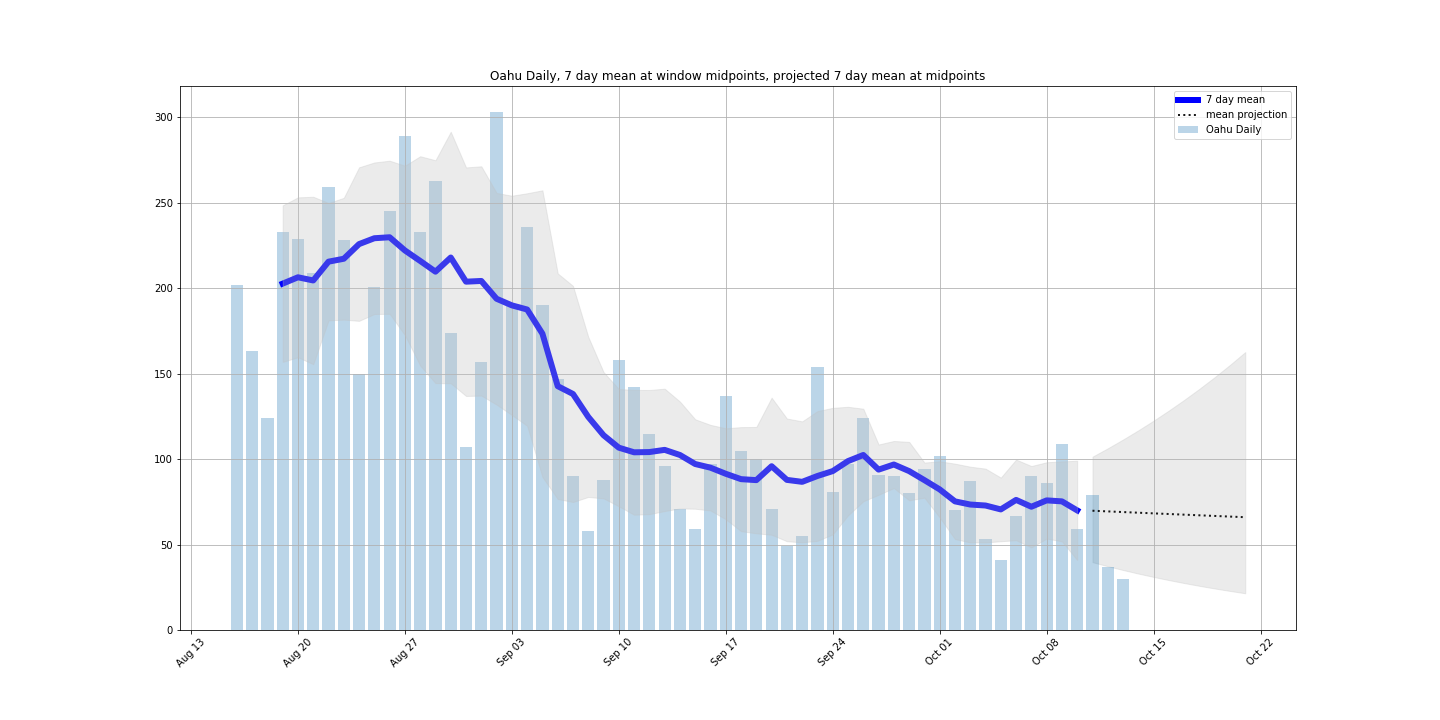 Oahu Daily, 7 day mean at window midpoints, projected 7 day mean at midpoints
7 day mean
mean projection
Oahu Daily
300
250
200
150
100
50
0
Aug 13
Aug 20
Aug 27
Sep 03
Sep 10
Sep 17
Sep 24
Oct 01
Oct 08
Oct 15
Oct 22